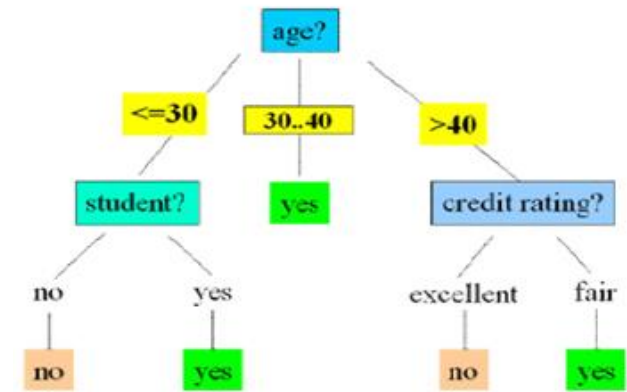 age?
<=30 30..40 >40
student? yes credit rating?
no yes excellent fair
no yes no yes